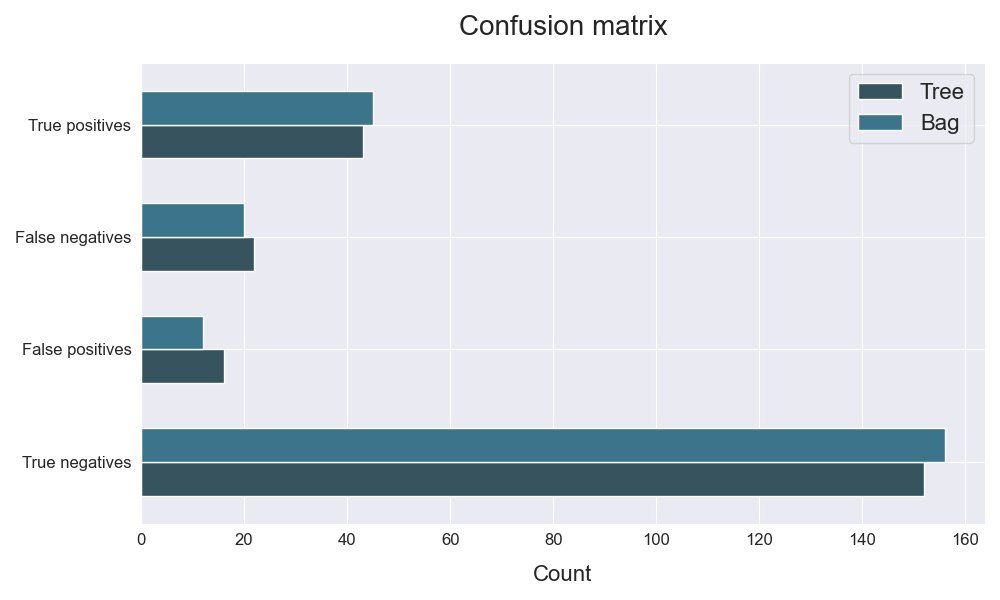 Confusion matrix
Tree
Bag
True positives
False negatives
False positives
True negatives
0 20 40 60 80 100 120 140 160
Count